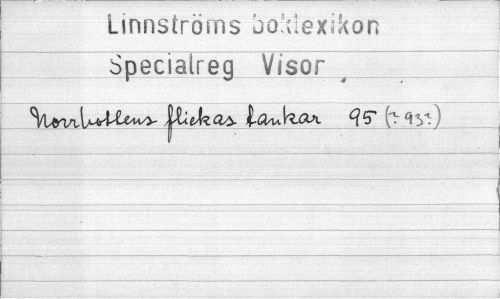 Linnströms boklexikon
Specialreg Visor
Norrbottens flickas tankar 95 (?93?)